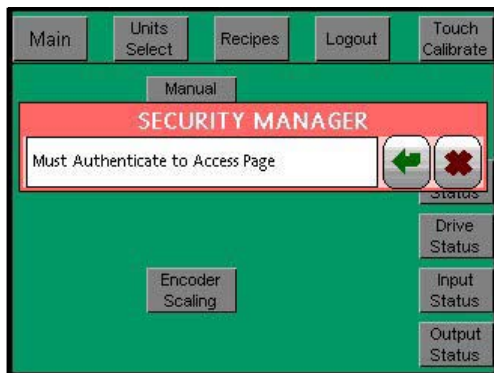 Main
Units
Select
Recipes
Logout
Touch
Calibrate
Manual
SECURITY MANAGER
Must Authenticate to Access Page
Status
Drive
Status
Encoder
Scaling
Input
Status
Output
Status